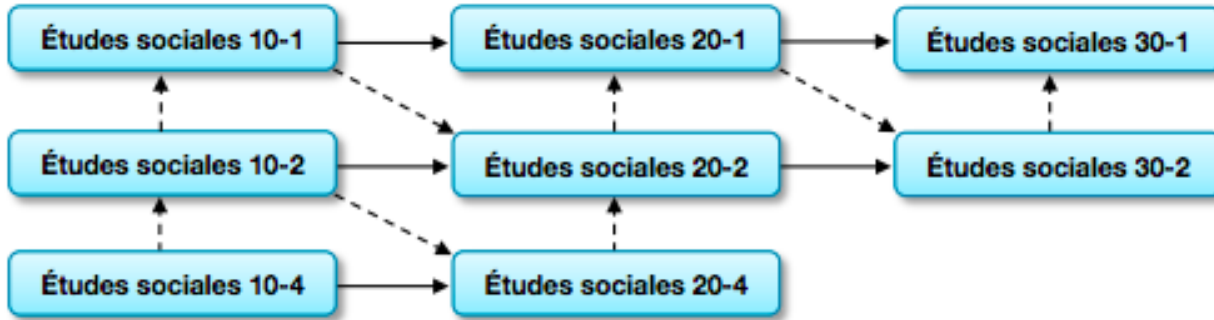 Études sociales 10-1
Études sociales 20-1
Études sociales 30-1
Études sociales 10-2
Études sociales 20-2
Études sociales 30-2
Études sociales 10-4
Études sociales 20-4